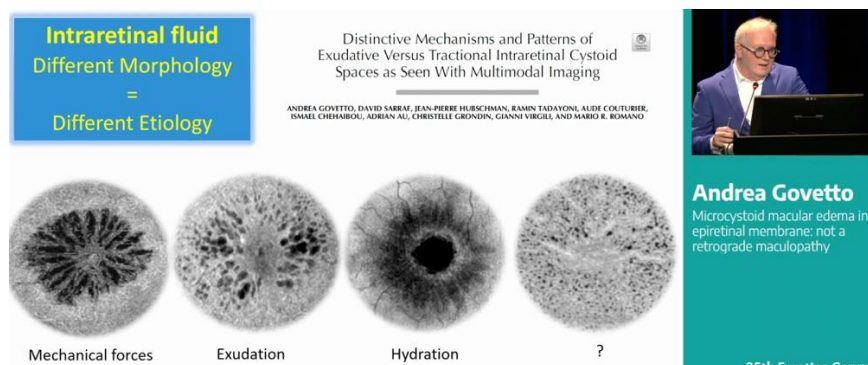 Intraretinal fluid
Different Morphology
=
Different Etiology
Distinctive Mechanisms and Patterns of
Exudative Versus Tractional Intraretinal Cystoid
Spaces as Seen With Multimodal Imaging
ANDREA GOVETTO, DAVID SARRAF, JEAN-PIERRE HUBSCHMAN, RAMIN TADAYONI, AUDE COUTURIER,
ISMAEL CHEHAIBOU, ADRIAN AU, CHRISTELLE GRONDIN, GIANNI VIRGILI, AND MARIO R. ROMANO
Mechanical forces
Exudation
Hydration
?
Andrea Govetto
Microcystoid macular edema in
epiretinal membrane: not a
retrograde maculopathy